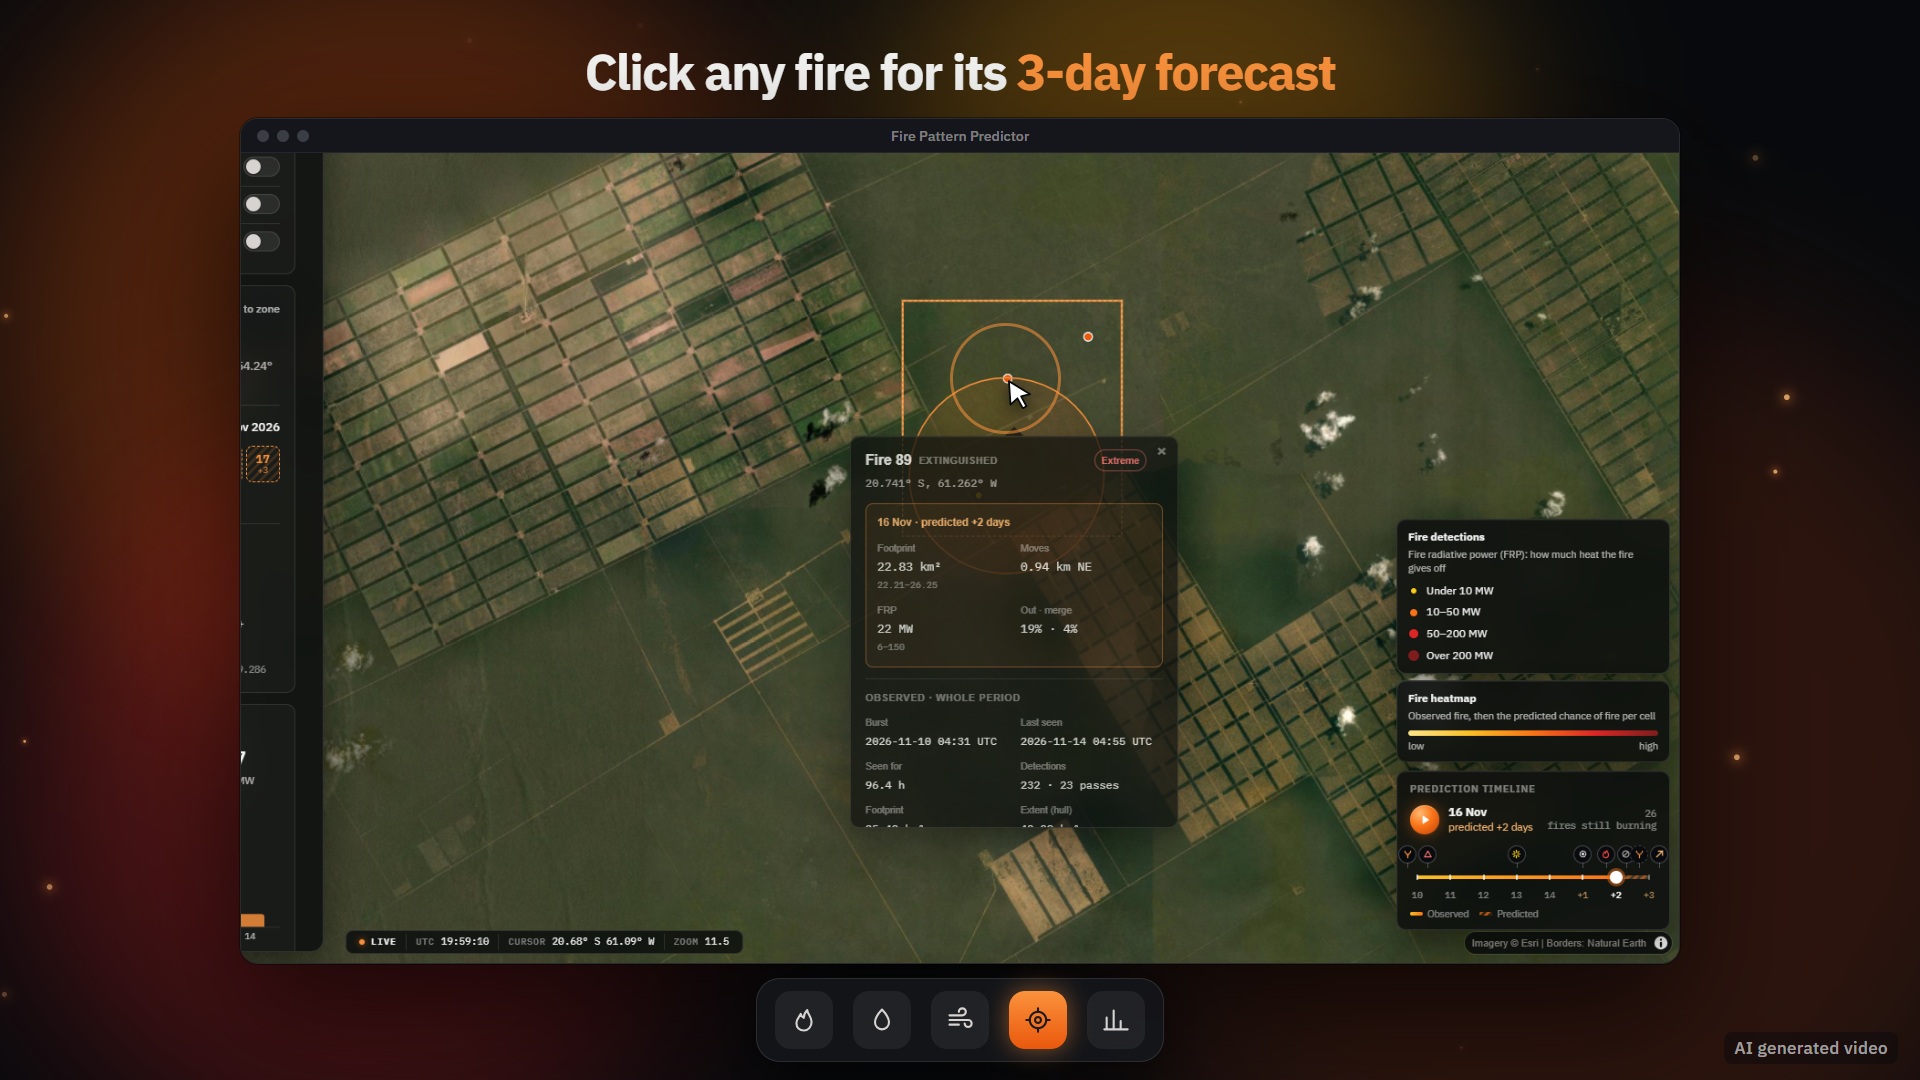 Click any fire for its 3-day forecast
Fire Pattern Predictor
to zone
54.24°
ov 2026
17
+3
0.286
MW
14
Fire 89 EXTINGUISHED
Extreme
×
20.741° S, 61.262° W
16 Nov · predicted +2 days
Footprint
Moves
22.83 km²
0.94 km NE
22.21–26.25
FRP
Out · merge
22 MW
19% · 4%
6–150
OBSERVED · WHOLE PERIOD
Burst
Last seen
2026-11-10 04:31 UTC
2026-11-14 04:55 UTC
Seen for
Detections
96.4 h
232 · 23 passes
Footprint
Extent (hull)
Fire detections
Fire radiative power (FRP): how much heat the fire
gives off
Under 10 MW
10–50 MW
50–200 MW
Over 200 MW
Fire heatmap
Observed fire, then the predicted chance of fire per cell
low
high
PREDICTION TIMELINE
16 Nov
26
predicted +2 days
fires still burning
10 11 12 13 14 +1 +2 +3
Observed
Predicted
LIVE UTC 19:59:10 CURSOR 20.68° S 61.09° W ZOOM 11.5
Imagery © Esri | Borders: Natural Earth
AI generated video